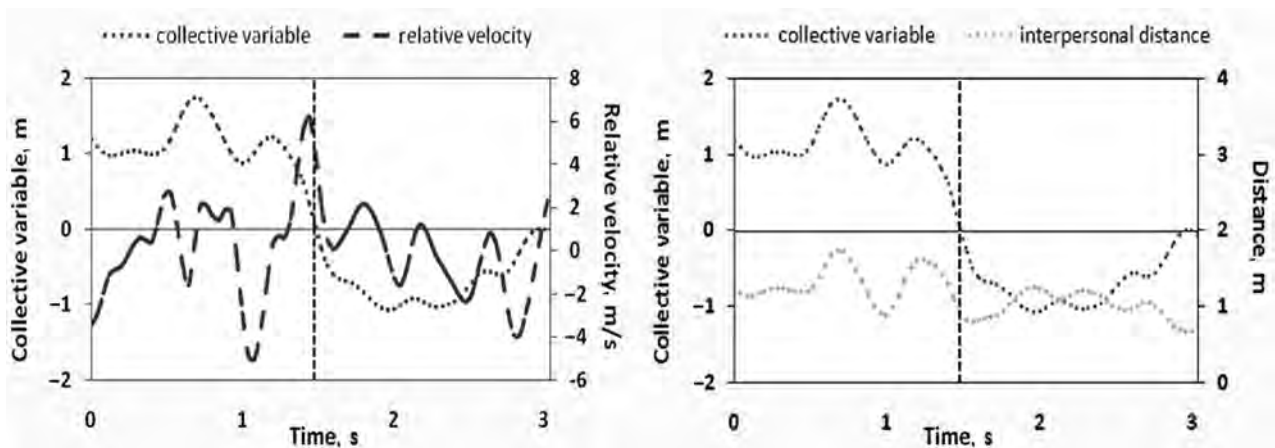 collective variable relative velocity
2
1
0
−1
−2
Collective variable, m
8
6
4
2
0
−2
−4
-6
Relative velocity, m/s
0 1 2 3
Time, s
collective variable interpersonal distance
2
1
0
−1
−2
Collective variable, m
4
3
2
1
0
Distance, m
0 1 2 3
Time, s